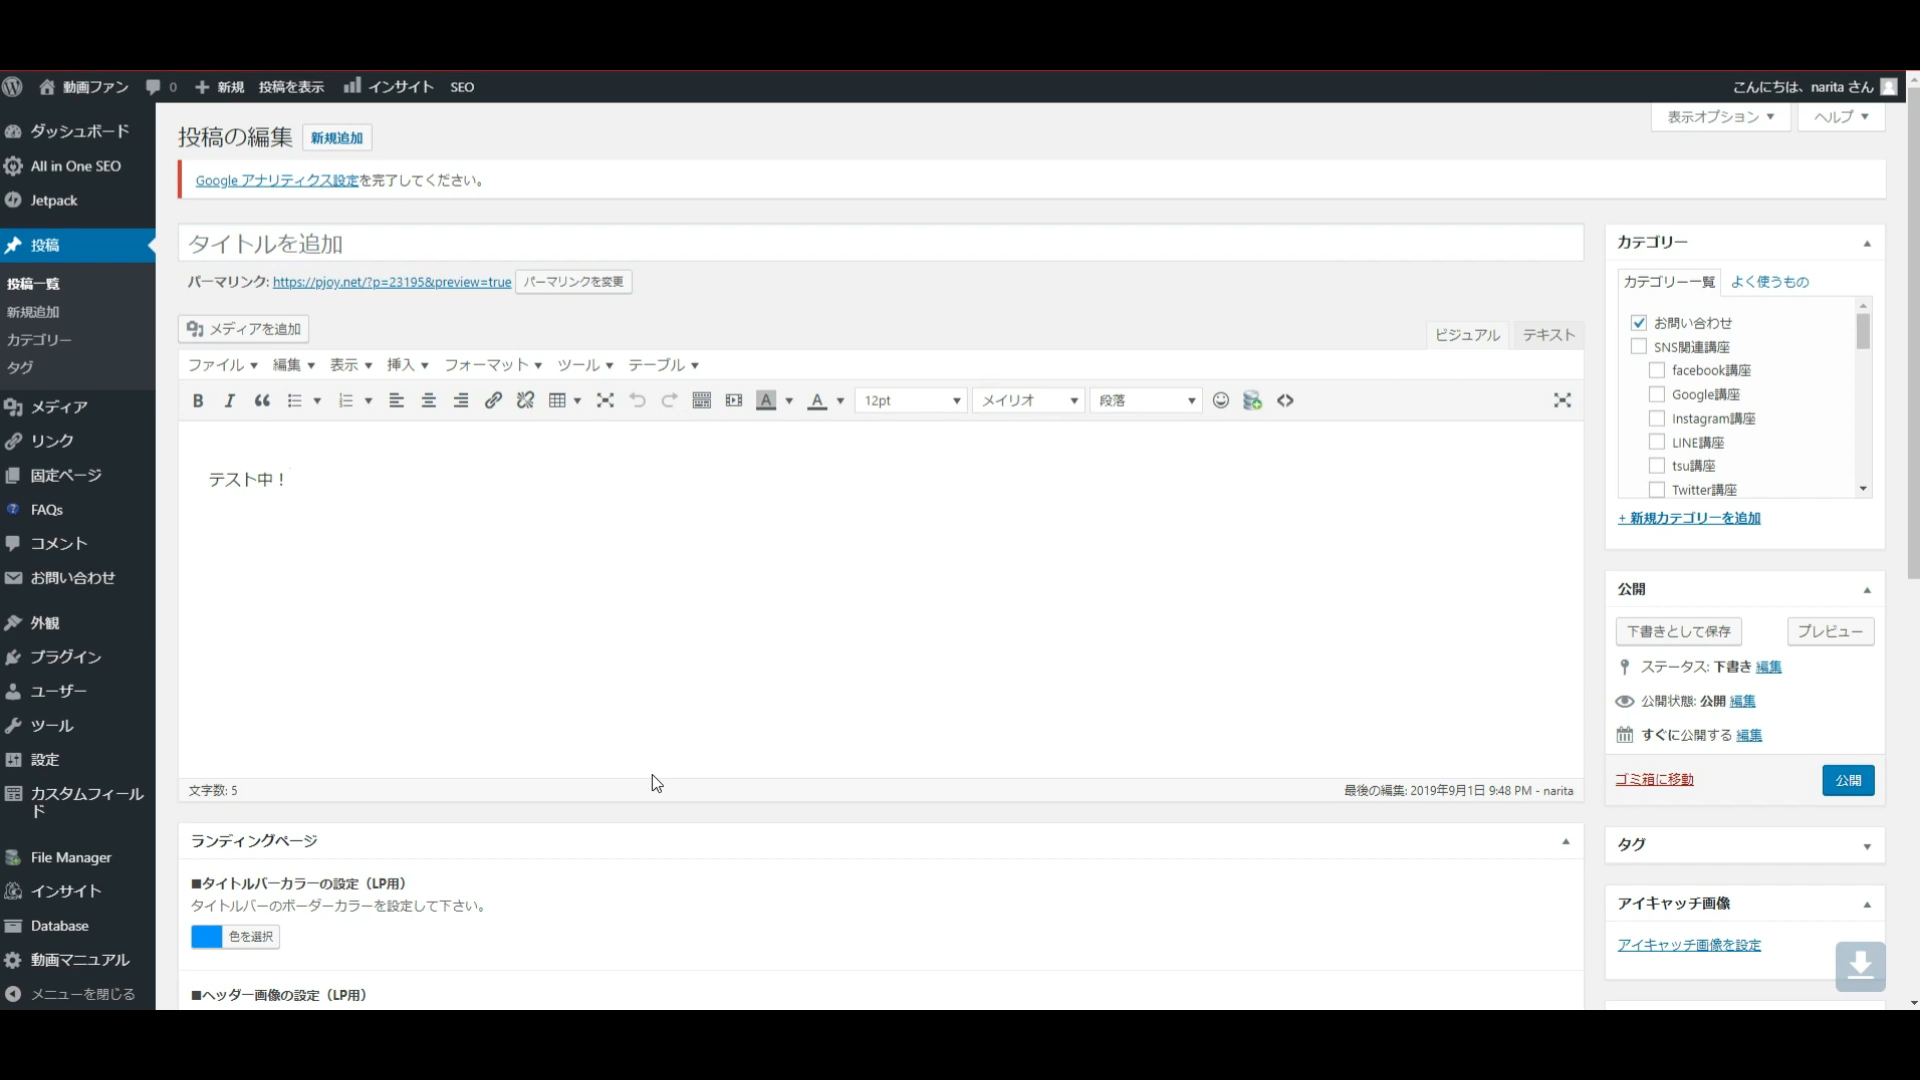 動画ファン 0 新規 投稿を表示 インサイト SEO こんにちは、narita さん
表示オプション ヘルプ
ダッシュボード
All in One SEO
Jetpack
投稿
投稿一覧
新規追加
カテゴリー
タグ
メディア
リンク
固定ページ
FAQs
コメント
お問い合わせ
外観
プラグイン
ユーザー
ツール
設定
カスタムフィール
ド
File Manager
インサイト
Database
動画マニュアル
メニューを閉じる
投稿の編集 新規追加
Google アナリティクス設定を完了してください。
タイトルを追加
パーマリンク: https://pjoy.net/?p=23195&preview=true パーマリンクを変更
メディアを追加
ビジュアル テキスト
ファイル 編集 表示 挿入 フォーマット ツール テーブル
B I A A 12pt メイリオ 段落
テスト中！
文字数: 5 最後の編集: 2019年9月1日 9:48 PM - narita
ランディングページ
■タイトルバーカラーの設定（LP用）
タイトルバーのボーダーカラーを設定して下さい。
色を選択
■ヘッダー画像の設定（LP用）
カテゴリー
カテゴリー一覧 よく使うもの
お問い合わせ
SNS関連講座
facebook講座
Google講座
Instagram講座
LINE講座
tsu講座
Twitter講座
+ 新規カテゴリーを追加
公開
下書きとして保存 プレビュー
ステータス: 下書き 編集
公開状態: 公開 編集
すぐに公開する 編集
ゴミ箱に移動 公開
タグ
アイキャッチ画像
アイキャッチ画像を設定